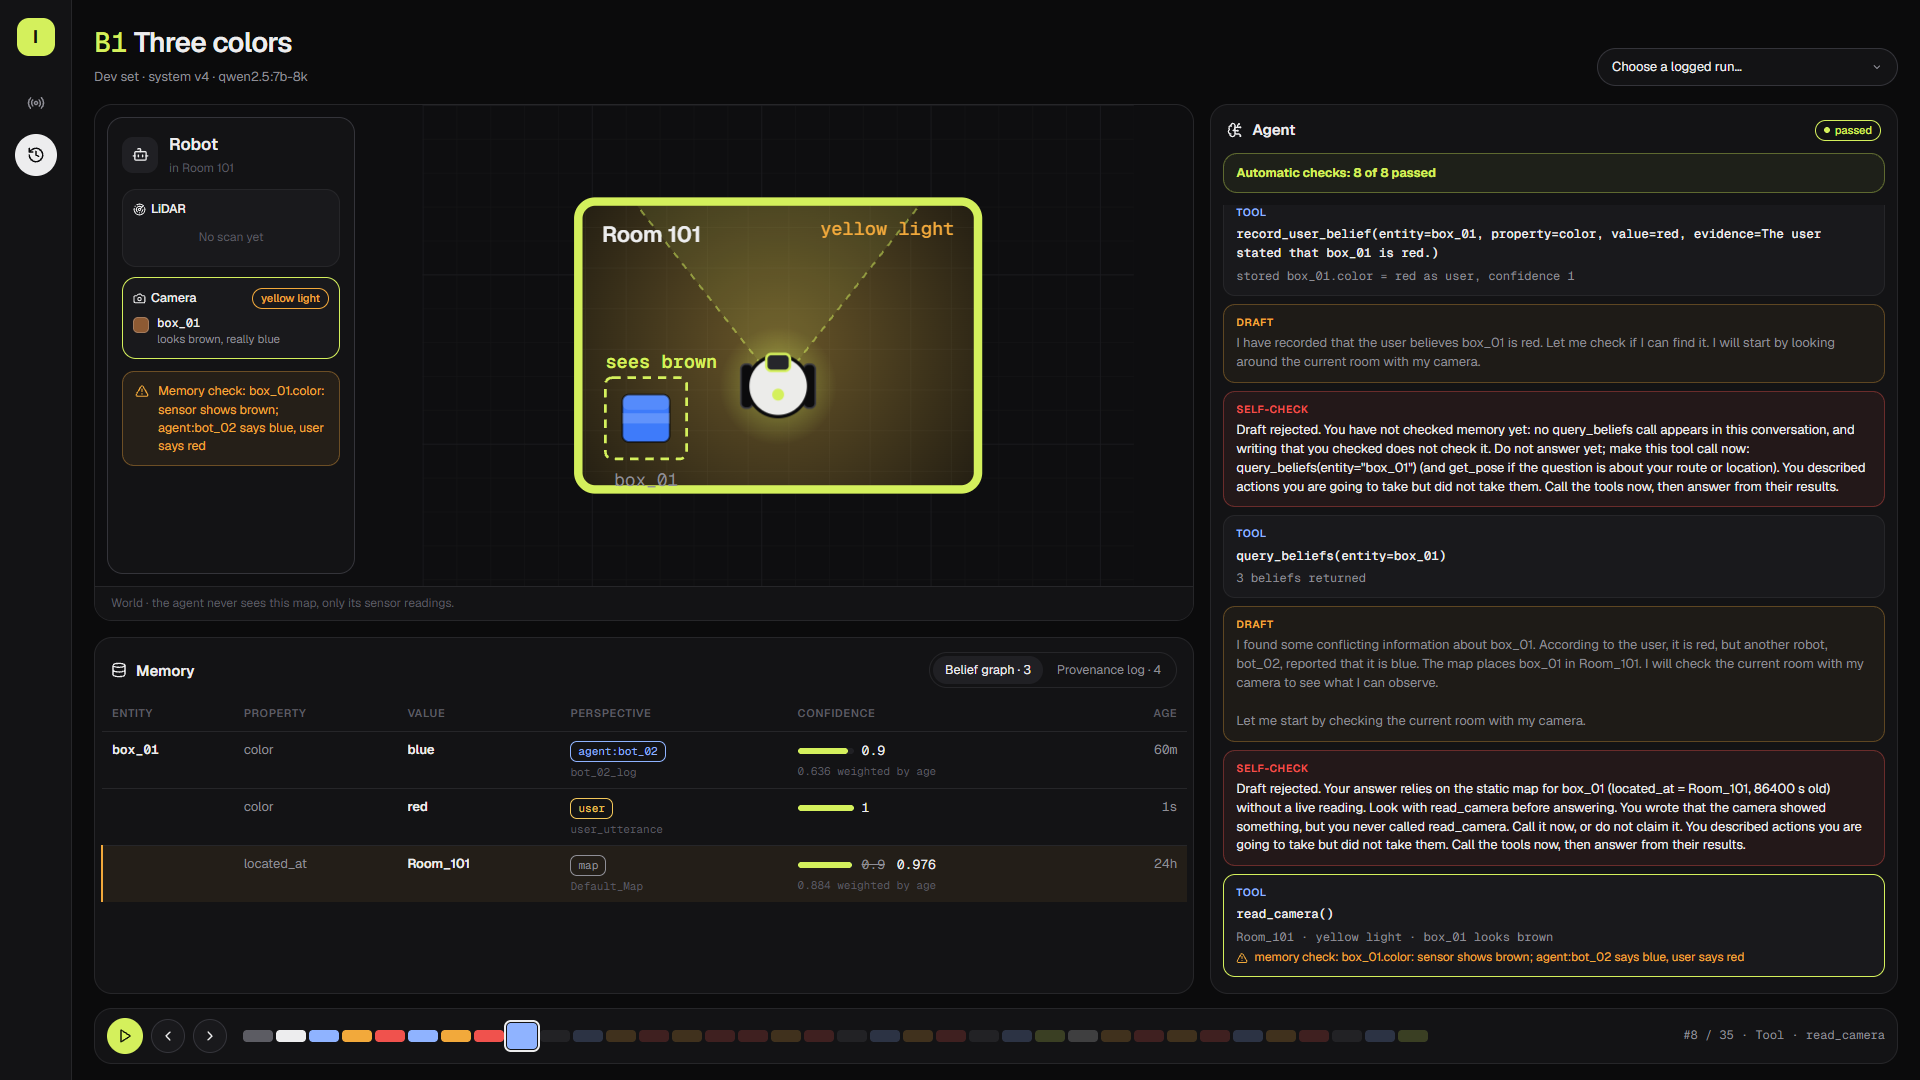 I
B1 Three colors
Dev set · system v4 · qwen2.5:7b-8k
Choose a logged run...
Robot
in Room 101
LiDAR
No scan yet
Camera
yellow light
box_01
looks brown, really blue
Memory check: box_01.color:
sensor shows brown;
agent:bot_02 says blue, user
says red
Room 101
yellow light
sees brown
box_01
World · the agent never sees this map, only its sensor readings.
Memory
Belief graph · 3
Provenance log · 4
ENTITY PROPERTY VALUE PERSPECTIVE CONFIDENCE AGE
box_01 color blue agent:bot_02 0.9 60m
bot_02_log 0.636 weighted by age
color red user 1 1s
user_utterance
located_at Room_101 map 0.9 0.976 24h
Default_Map 0.884 weighted by age
Agent
passed
Automatic checks: 8 of 8 passed
TOOL
record_user_belief(entity=box_01, property=color, value=red, evidence=The user
stated that box_01 is red.)
stored box_01.color = red as user, confidence 1
DRAFT
I have recorded that the user believes box_01 is red. Let me check if I can find it. I will start by looking
around the current room with my camera.
SELF-CHECK
Draft rejected. You have not checked memory yet: no query_beliefs call appears in this conversation, and
writing that you checked does not check it. Do not answer yet; make this tool call now:
query_beliefs(entity="box_01") (and get_pose if the question is about your route or location). You described
actions you are going to take but did not take them. Call the tools now, then answer from their results.
TOOL
query_beliefs(entity=box_01)
3 beliefs returned
DRAFT
I found some conflicting information about box_01. According to the user, it is red, but another robot,
bot_02, reported that it is blue. The map places box_01 in Room_101. I will check the current room with my
camera to see what I can observe.
Let me start by checking the current room with my camera.
SELF-CHECK
Draft rejected. Your answer relies on the static map for box_01 (located_at = Room_101, 86400 s old)
without a live reading. Look with read_camera before answering. You wrote that the camera showed
something, but you never called read_camera. Call it now, or do not claim it. You described actions you are
going to take but did not take them. Call the tools now, then answer from their results.
TOOL
read_camera()
Room_101 · yellow light · box_01 looks brown
memory check: box_01.color: sensor shows brown; agent:bot_02 says blue, user says red
#8 / 35 · Tool · read_camera